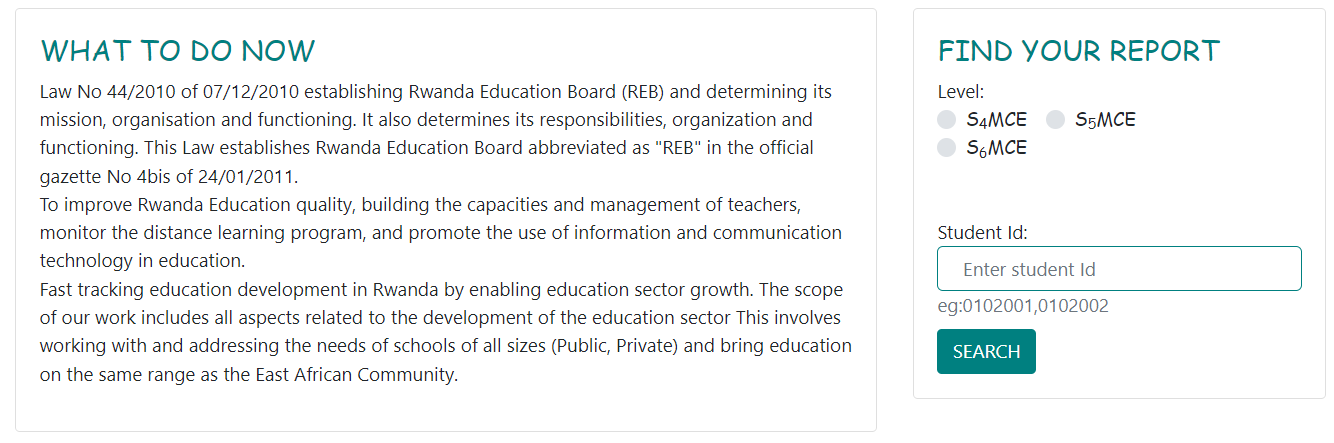 WHAT TO DO NOW
Law No 44/2010 of 07/12/2010 establishing Rwanda Education Board (REB) and determining its
mission, organisation and functioning. It also determines its responsibilities, organization and
functioning. This Law establishes Rwanda Education Board abbreviated as "REB" in the official
gazette No 4bis of 24/01/2011.
To improve Rwanda Education quality, building the capacities and management of teachers,
monitor the distance learning program, and promote the use of information and communication
technology in education.
Fast tracking education development in Rwanda by enabling education sector growth. The scope
of our work includes all aspects related to the development of the education sector This involves
working with and addressing the needs of schools of all sizes (Public, Private) and bring education
on the same range as the East African Community.
FIND YOUR REPORT
Level:
S4MCE S5MCE
S6MCE
Student Id:
Enter student Id
eg:0102001,0102002
SEARCH